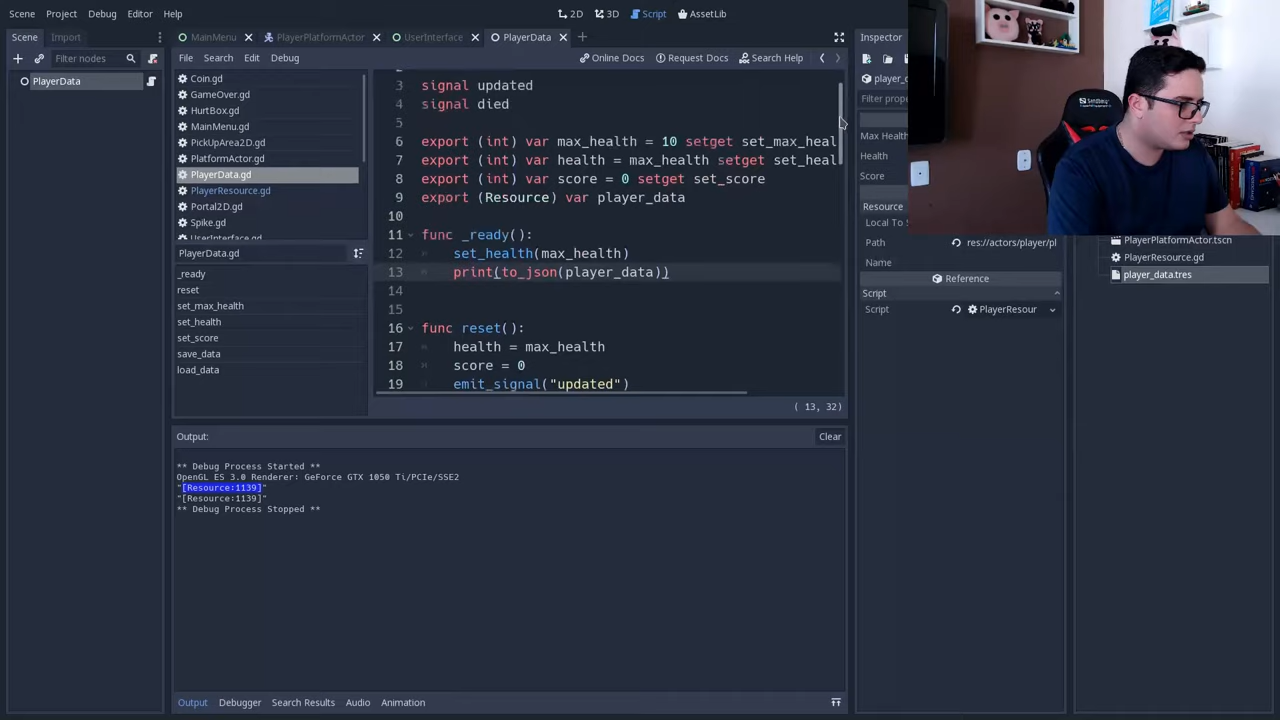 Scene Project Debug Editor Help
2D 3D Script AssetLib
Scene Import
MainMenu PlayerPlatformActor UserInterface PlayerData
Inspector
Filter nodes
File Search Edit Debug
Online Docs Request Docs Search Help
PlayerData
Coin.gd
GameOver.gd
HurtBox.gd
MainMenu.gd
PickUpArea2D.gd
PlatformActor.gd
PlayerData.gd
PlayerResource.gd
Portal2D.gd
Spike.gd
UserInterface.gd
PlayerData.gd
_ready
reset
set_max_health
set_health
set_score
save_data
load_data
2
3 signal updated
4 signal died
5
6 export (int) var max_health = 10 setget set_max_heal
7 export (int) var health = max_health setget set_heal
8 export (int) var score = 0 setget set_score
9 export (Resource) var player_data
10
11 func _ready():
12 set_health(max_health)
13 print(to_json(player_data))
14
15
16 func reset():
17 health = max_health
18 score = 0
19 emit_signal("updated")
( 13, 32)
Output:
Clear
** Debug Process Started **
OpenGL ES 3.0 Renderer: GeForce GTX 1050 Ti/PCIe/SSE2
"[Resource:1139]"
"[Resource:1139]"
** Debug Process Stopped **
Output Debugger Search Results Audio Animation
player_d
Filter prope
Max Health
Health
Score
Resource
Local To S
Path res://actors/player/pl
Name
Reference
Script
Script PlayerResour
PlayerPlatformActor.tscn
PlayerResource.gd
player_data.tres